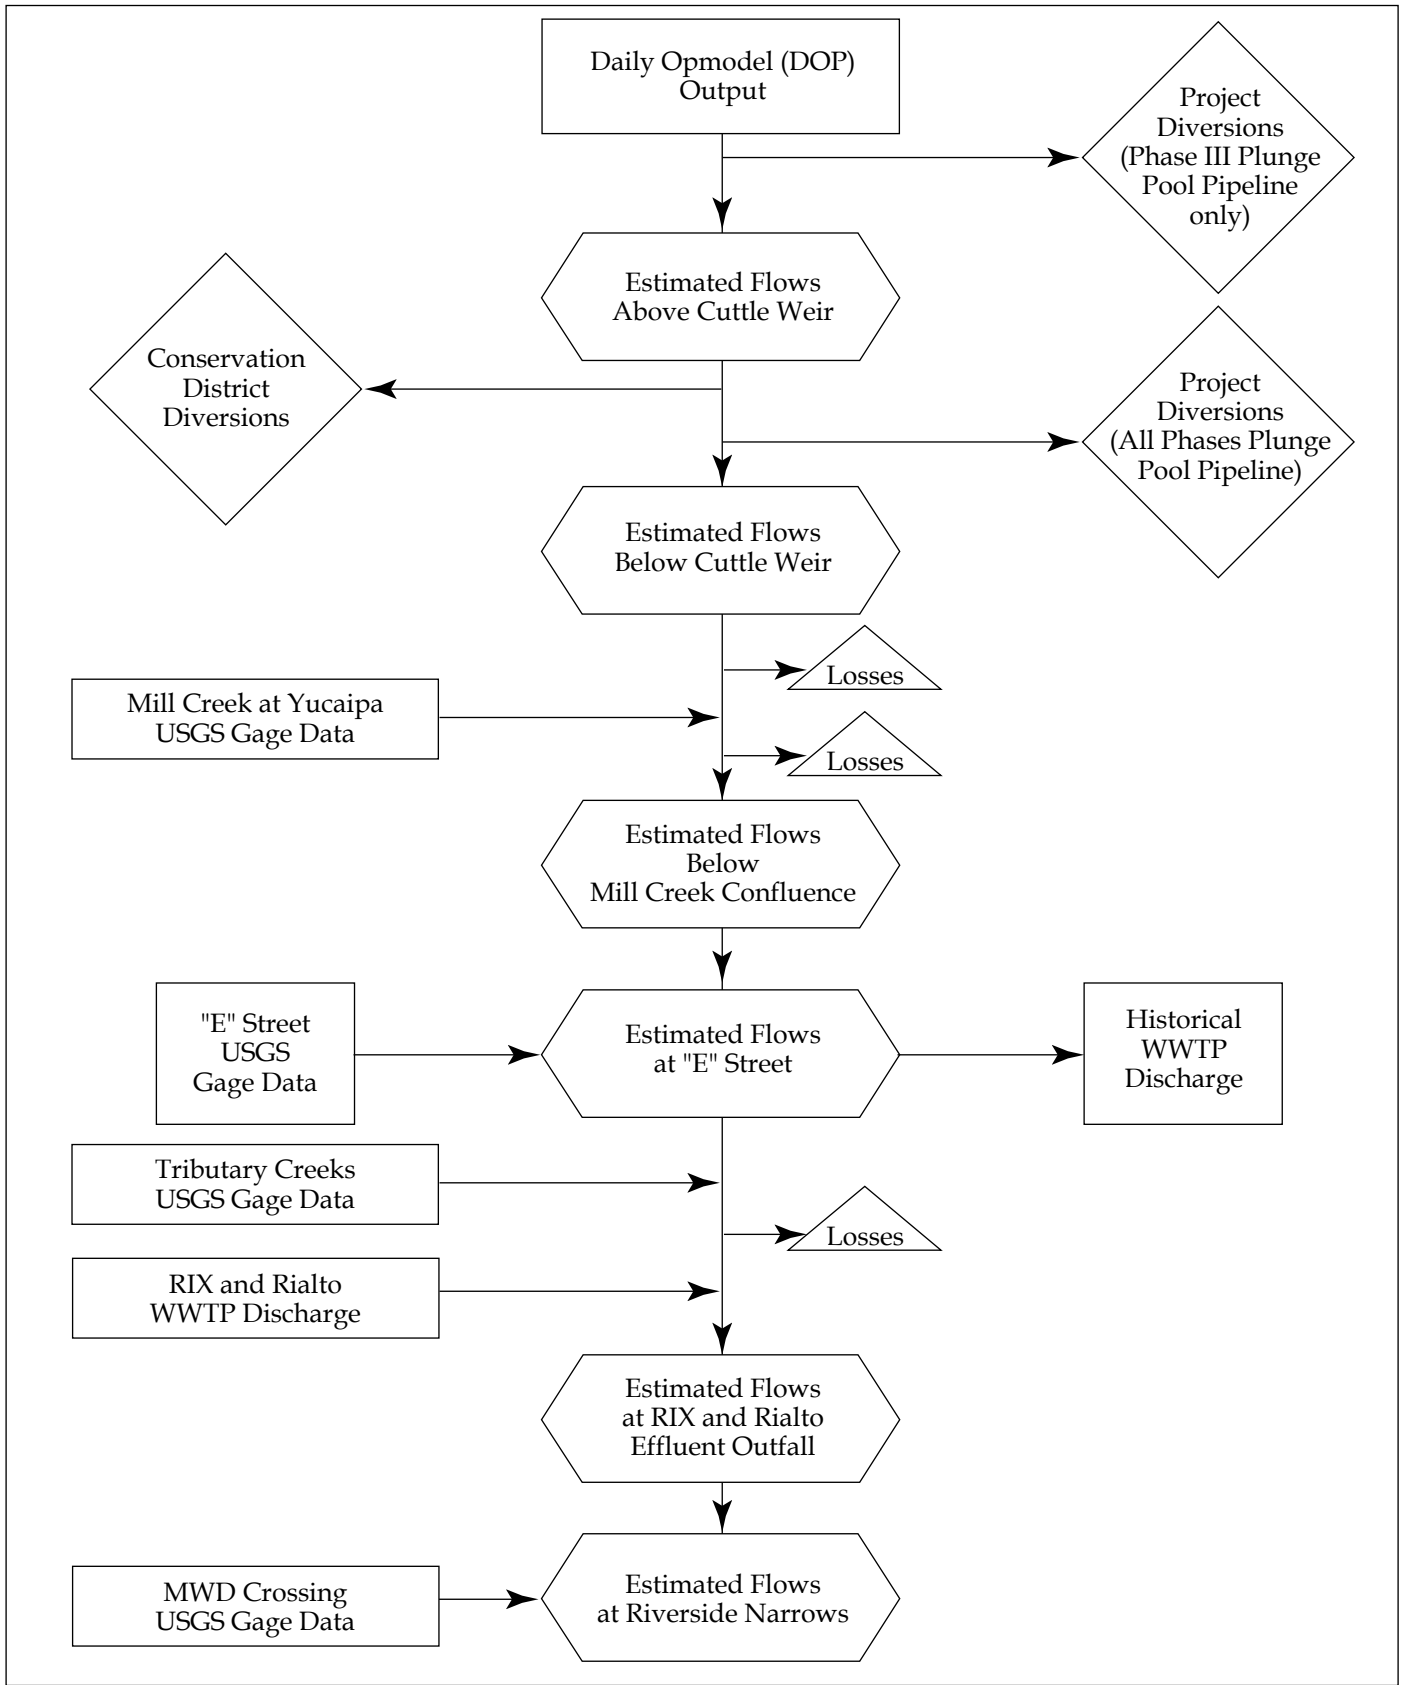 Daily Opmodel (DOP)
Output
Project
Diversions
(Phase III Plunge
Pool Pipeline
only)
Estimated Flows
Above Cuttle Weir
Conservation
District
Diversions
Project
Diversions
(All Phases Plunge
Pool Pipeline)
Estimated Flows
Below Cuttle Weir
Losses
Mill Creek at Yucaipa
USGS Gage Data
Losses
Estimated Flows
Below
Mill Creek Confluence
"E" Street
USGS
Gage Data
Estimated Flows
at "E" Street
Historical
WWTP
Discharge
Tributary Creeks
USGS Gage Data
Losses
RIX and Rialto
WWTP Discharge
Estimated Flows
at RIX and Rialto
Effluent Outfall
MWD Crossing
USGS Gage Data
Estimated Flows
at Riverside Narrows